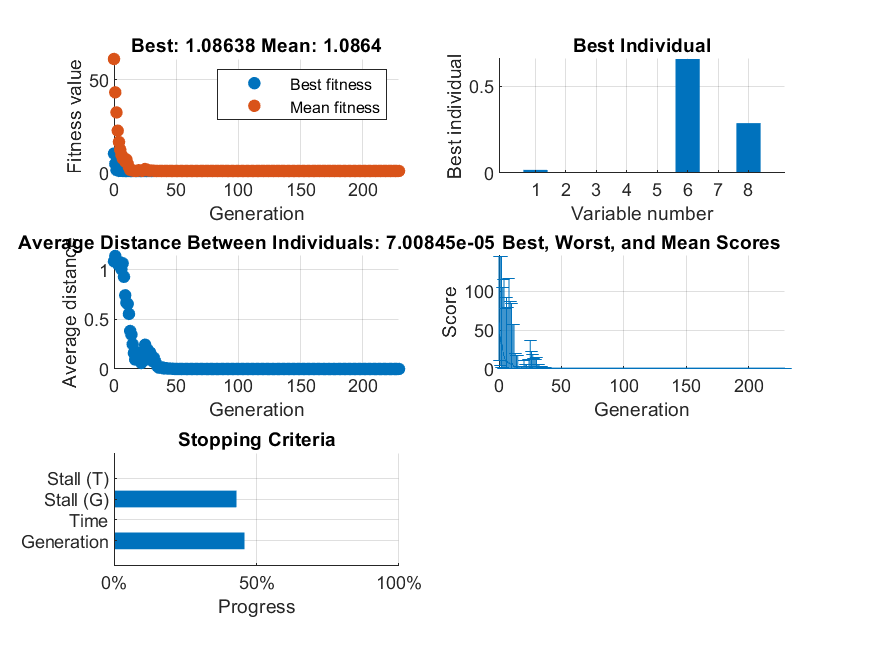 Best: 1.08638 Mean: 1.0864
Fitness value
50
0
Best fitness
Mean fitness
0 50 100 150 200
Generation
Best Individual
Best individual
0.5
0
1 2 3 4 5 6 7 8
Variable number
Average Distance Between Individuals: 7.00845e-05
Average distance
1
0.5
0
0 50 100 150 200
Generation
Best, Worst, and Mean Scores
Score
100
50
0
0 50 100 150 200
Generation
Stopping Criteria
Stall (T)
Stall (G)
Time
Generation
0% 50% 100%
Progress